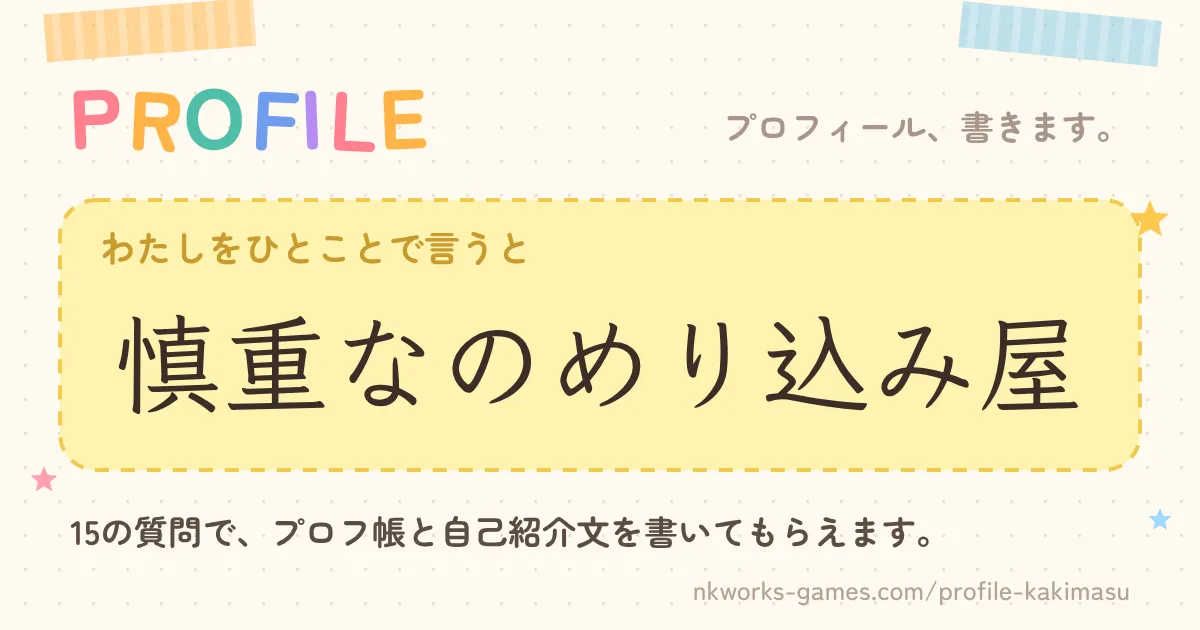 PROFILE
プロフィール、書きます。
わたしをひとことで言うと
慎重なのめり込み屋
15の質問で、プロフ帳と自己紹介文を書いてもらえます。
nkworks-games.com/profile-kakimasu